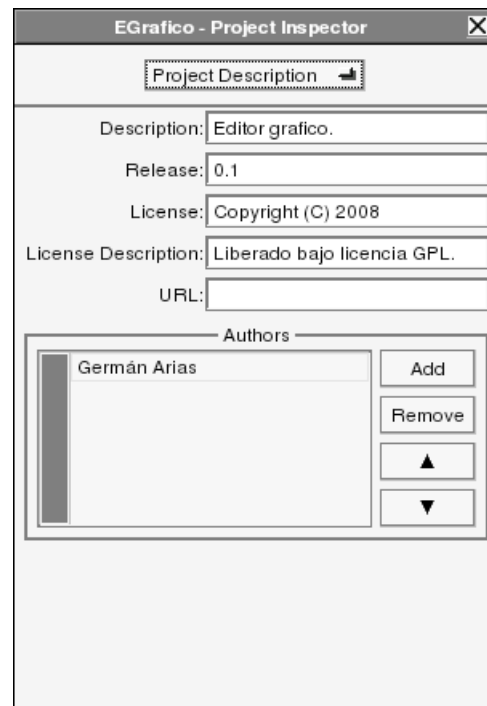 EGrafico - Project Inspector
Project Description
Description: Editor grafico.
Release: 0.1
License: Copyright (C) 2008
License Description: Liberado bajo licencia GPL.
URL:
Authors
Germán Arias
Add
Remove